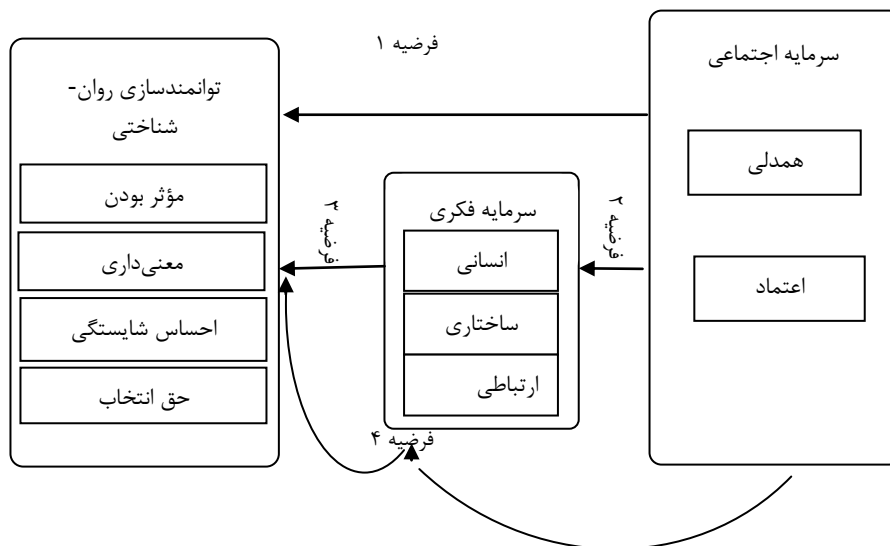 سرمایه اجتماعی
همدلی
اعتماد
فرضیه ۱
فرضیه ۲
سرمایه فکری
انسانی
ساختاری
ارتباطی
فرضیه ۳
فرضیه ۴
توانمندسازی روان-
شناختی
مؤثر بودن
معنی‌داری
احساس شایستگی
حق انتخاب